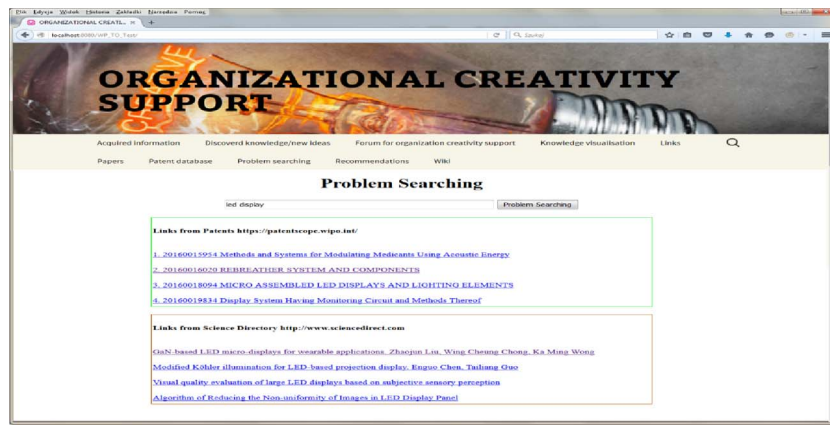 Plik Edycja Widok Historia Zakładki Narzędzia Pomoc
ORGANIZATIONAL CREATI... × +
localhost:8080/WP_TO_Test/ Szukaj
CREATIVE
ORGANIZATIONAL CREATIVITY
SUPPORT
Acquired information Discoverd knowledge/new ideas Forum for organization creativity support Knowledge visualisation Links
Papers Patent database Problem searching Recommendations Wiki
Problem Searching
led display Problem Searching
Links from Patents https://patentscope.wipo.int/
1. 20160015954 Methods and Systems for Modulating Medicants Using Acoustic Energy
2. 20160016020 REBREATHER SYSTEM AND COMPONENTS
3. 20160018094 MICRO ASSEMBLED LED DISPLAYS AND LIGHTING ELEMENTS
4. 20160019834 Display System Having Monitoring Circuit and Methods Thereof
Links from Science Directory http://www.sciencedirect.com
GaN-based LED micro-displays for wearable applications, Zhaojun Liu, Wing Cheung Chong, Ka Ming Wong
Modified Köhler illumination for LED-based projection display, Enguo Chen, Tailiang Guo
Visual quality evaluation of large LED displays based on subjective sensory perception
Algorithm of Reducing the Non-uniformity of Images in LED Display Panel